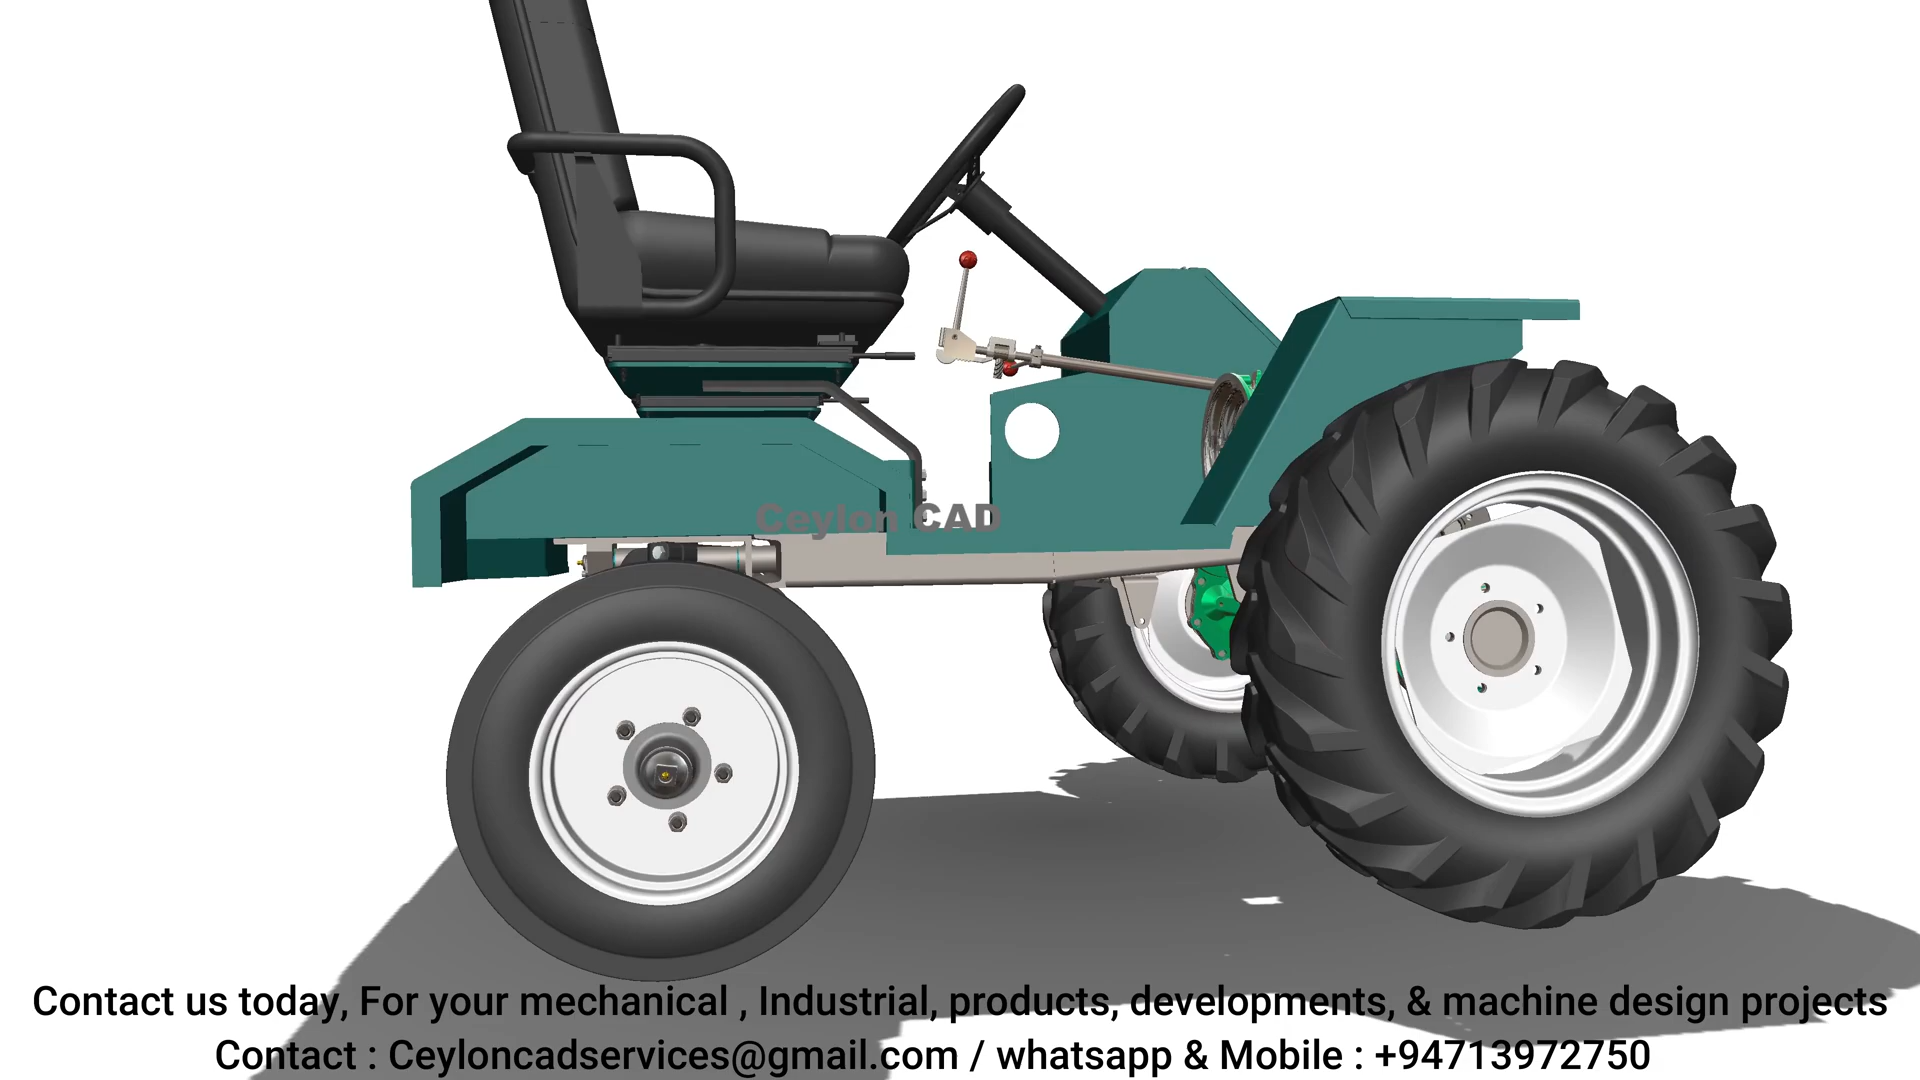 Ceylon CAD
Contact us today, For your mechanical , Industrial, products, developments, & machine design projects
Contact : Ceyloncadservices@gmail.com / whatsapp & Mobile : +94713972750